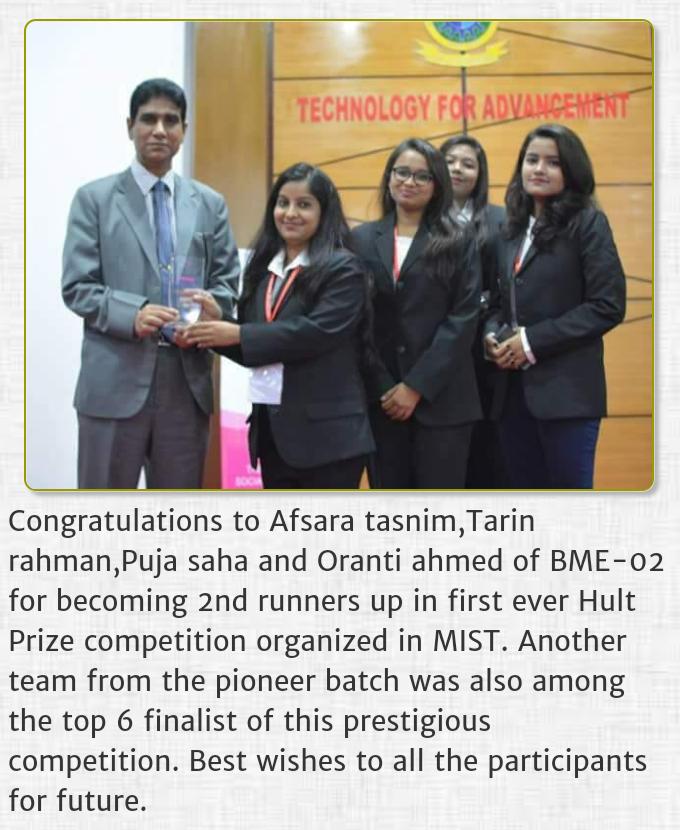 TECHNOLOGY FOR ADVANCEMENT
SOCIA
Congratulations to Afsara tasnim,Tarin
rahman,Puja saha and Oranti ahmed of BME-02
for becoming 2nd runners up in first ever Hult
Prize competition organized in MIST. Another
team from the pioneer batch was also among
the top 6 finalist of this prestigious
competition. Best wishes to all the participants
for future.